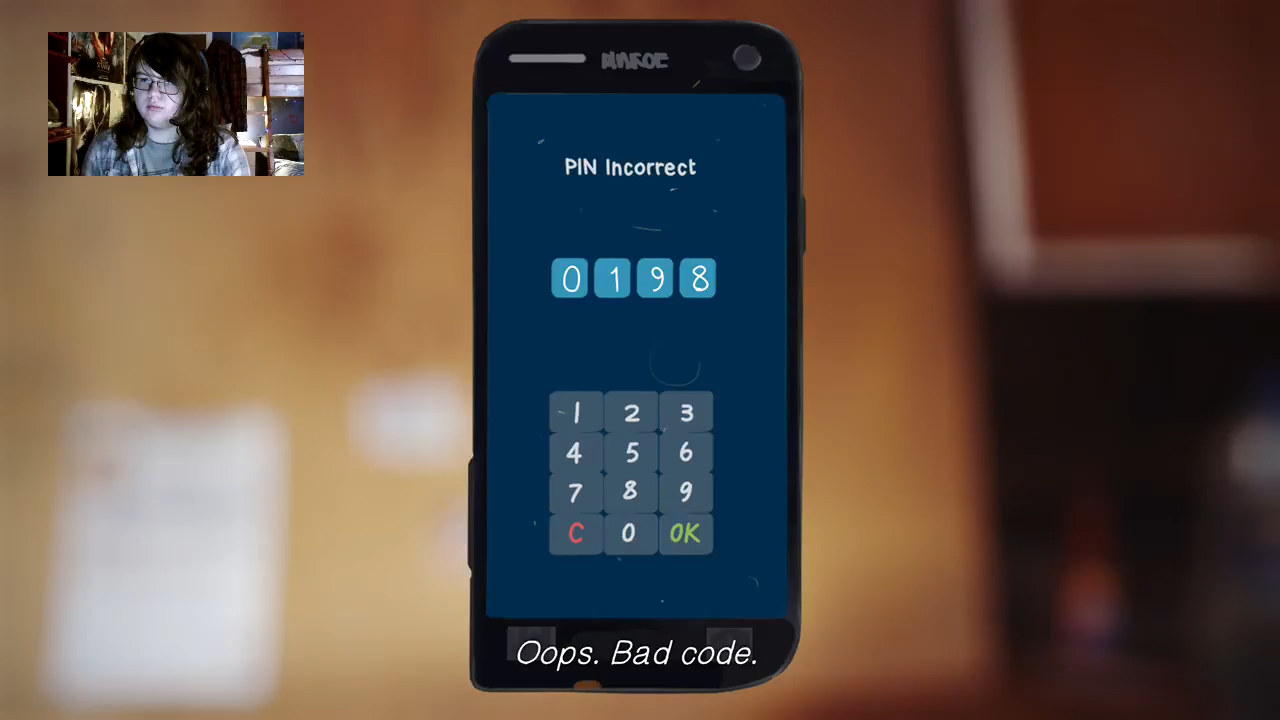 PIN Incorrect
0 1 9 8
1 2 3
4 5 6
7 8 9
C 0 OK
Oops. Bad code.